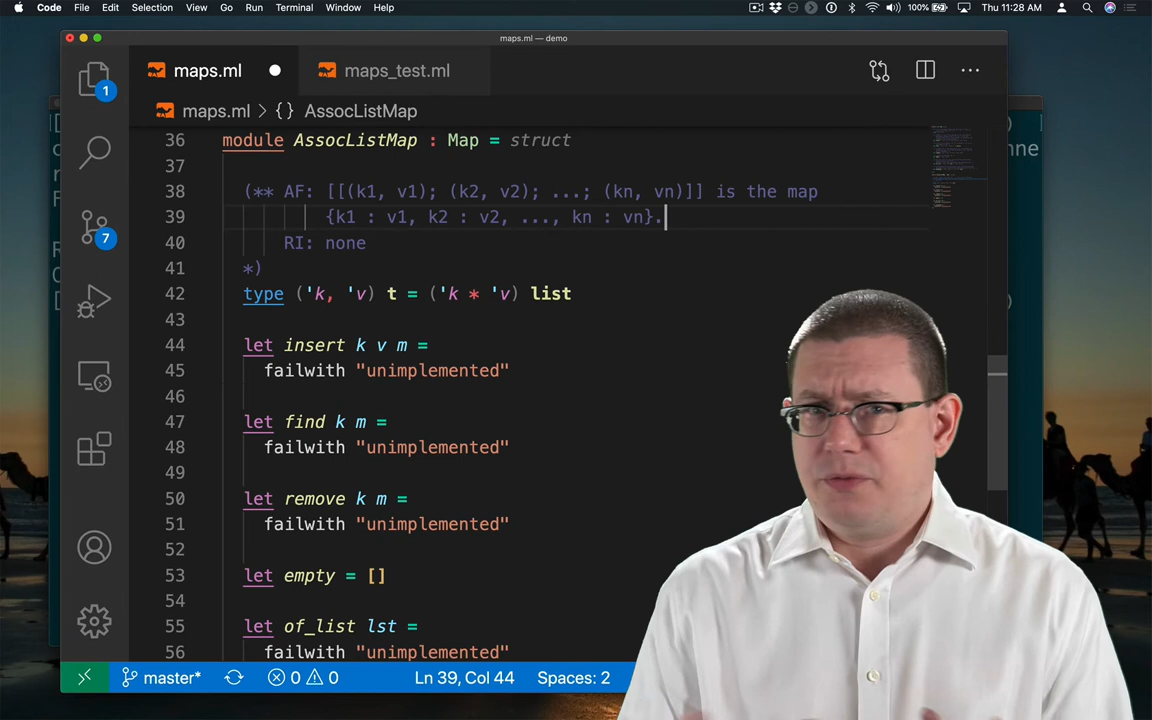 Code File Edit Selection View Go Run Terminal Window Help 100% Thu 11:28 AM
maps.ml — demo
maps.ml maps_test.ml
maps.ml > {} AssocListMap
1
7
36 module AssocListMap : Map = struct
37
38 (** AF: [[(k1, v1); (k2, v2); ...; (kn, vn)]] is the map
39 {k1 : v1, k2 : v2, ..., kn : vn}.
40 RI: none
41 *)
42 type ('k, 'v) t = ('k * 'v) list
43
44 let insert k v m =
45 failwith "unimplemented"
46
47 let find k m =
48 failwith "unimplemented"
49
50 let remove k m =
51 failwith "unimplemented"
52
53 let empty = []
54
55 let of_list lst =
56 failwith "unimplemented"
master* 0 0 Ln 39, Col 44 Spaces: 2